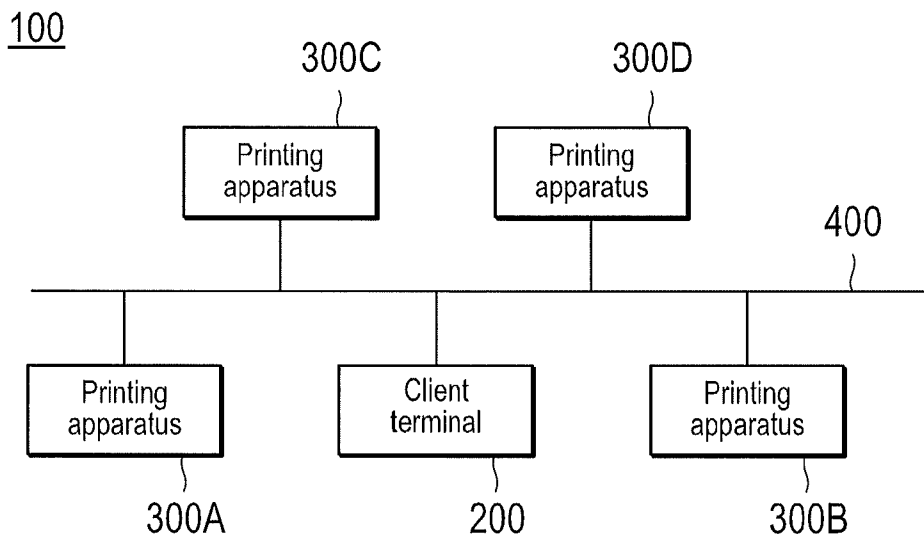 100
300C
300D
Printing
apparatus
Printing
apparatus
400
Printing
apparatus
Client
terminal
Printing
apparatus
300A
200
300B